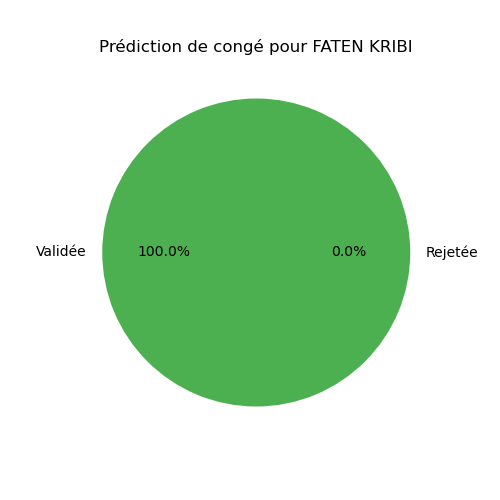 Prédiction de congé pour FATEN KRIBI
Validée 100.0% 0.0% Rejetée